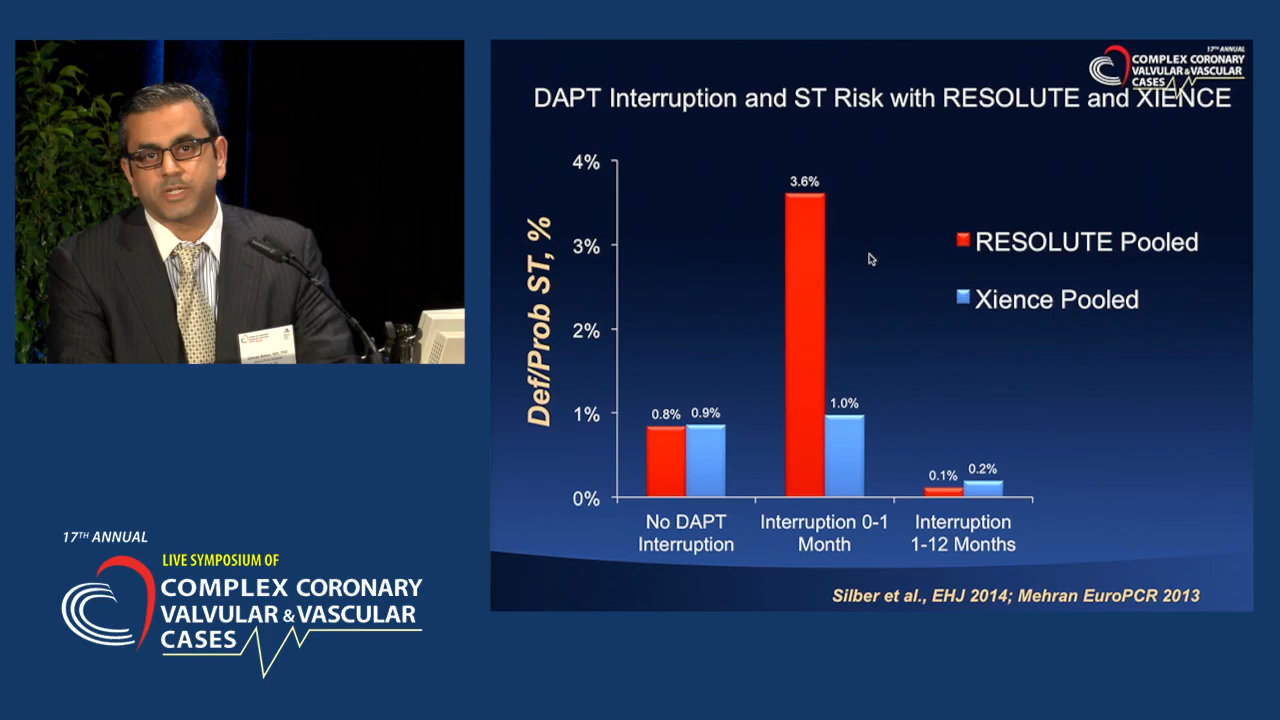 17TH ANNUAL
COMPLEX CORONARY
VALVULAR & VASCULAR
CASES
DAPT Interruption and ST Risk with RESOLUTE and XIENCE
Def/Prob ST, %
4%
3%
2%
1%
0%
0.8%
0.9%
3.6%
1.0%
0.1%
0.2%
No DAPT
Interruption
Interruption 0-1
Month
Interruption
1-12 Months
RESOLUTE Pooled
Xience Pooled
Silber et al., EHJ 2014; Mehran EuroPCR 2013
17TH ANNUAL
LIVE SYMPOSIUM OF
COMPLEX CORONARY
VALVULAR & VASCULAR
CASES